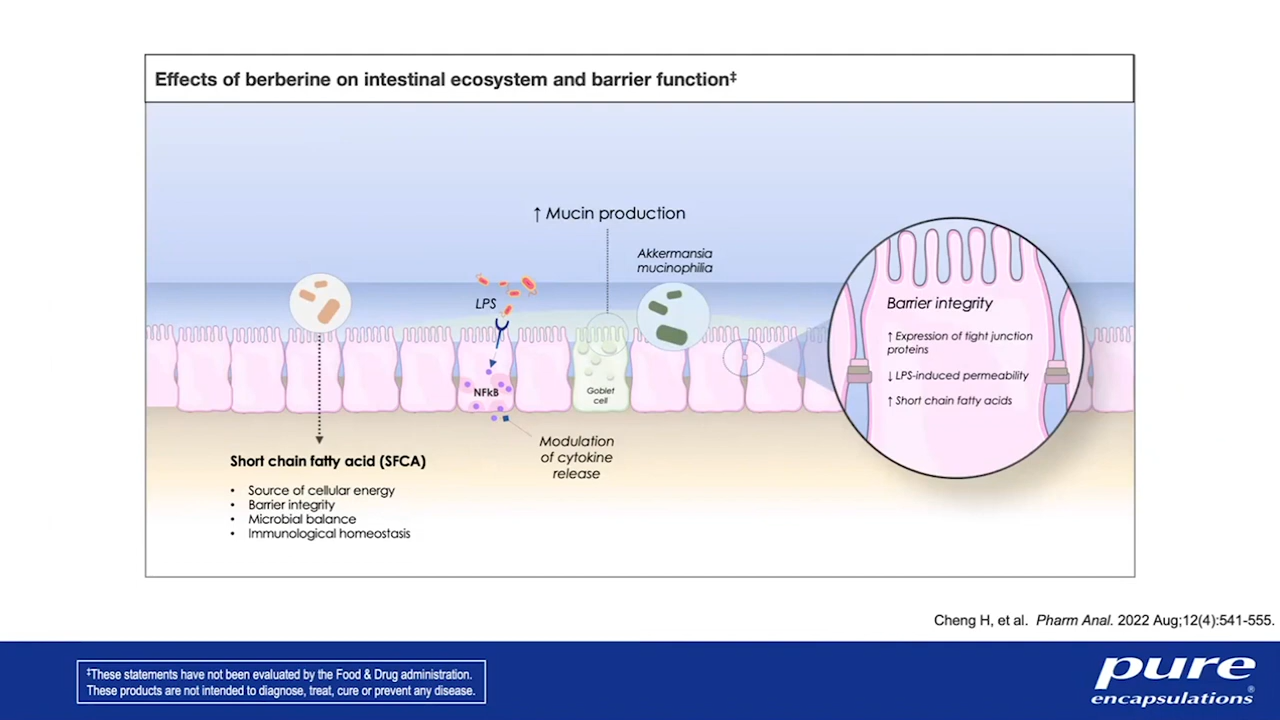 Effects of berberine on intestinal ecosystem and barrier function‡
↑ Mucin production
Akkermansia
mucinophilia
LPS
NFkB
Goblet
cell
Modulation
of cytokine
release
Short chain fatty acid (SFCA)
• Source of cellular energy
• Barrier integrity
• Microbial balance
• Immunological homeostasis
Barrier integrity
↑ Expression of tight junction
proteins
↓ LPS-induced permeability
↑ Short chain fatty acids
Cheng H, et al. Pharm Anal. 2022 Aug;12(4):541-555.
‡These statements have not been evaluated by the Food & Drug administration.
These products are not intended to diagnose, treat, cure or prevent any disease.
pure
encapsulations®